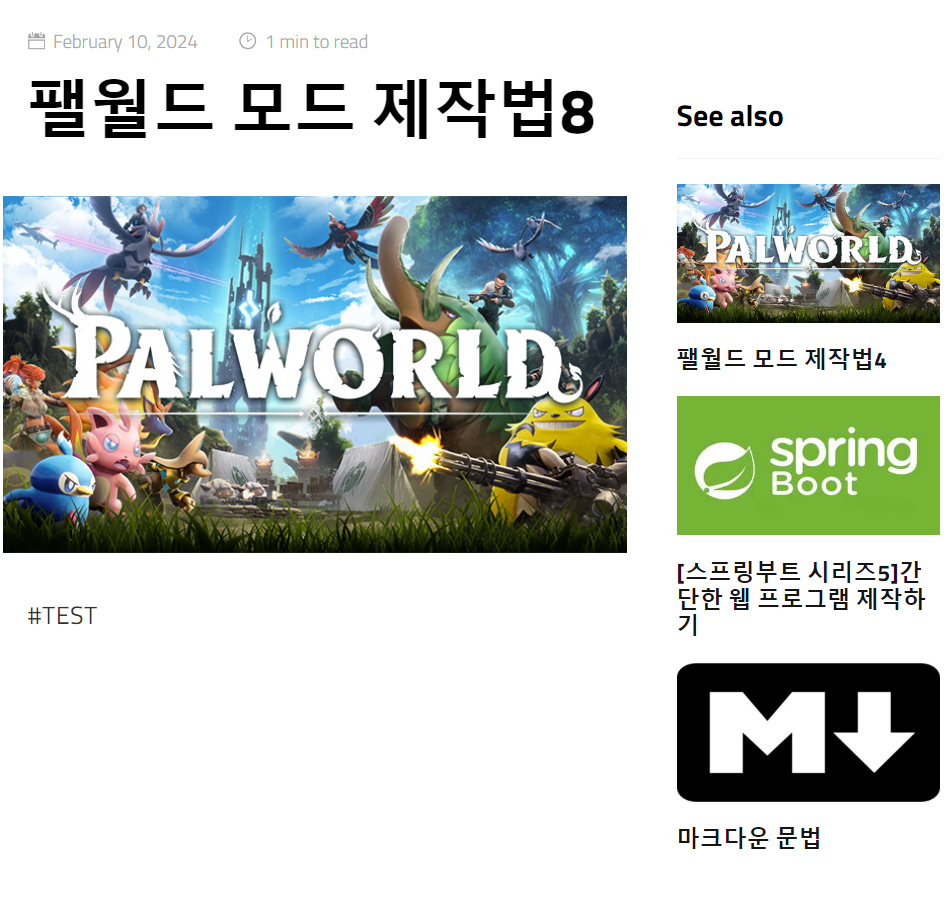 February 10, 2024
1 min to read
팰월드 모드 제작법8
PALWORLD
#TEST
See also
PALWORLD
팰월드 모드 제작법4
spring
Boot
[스프링부트 시리즈5]간
단한 웹 프로그램 제작하
기
M
마크다운 문법